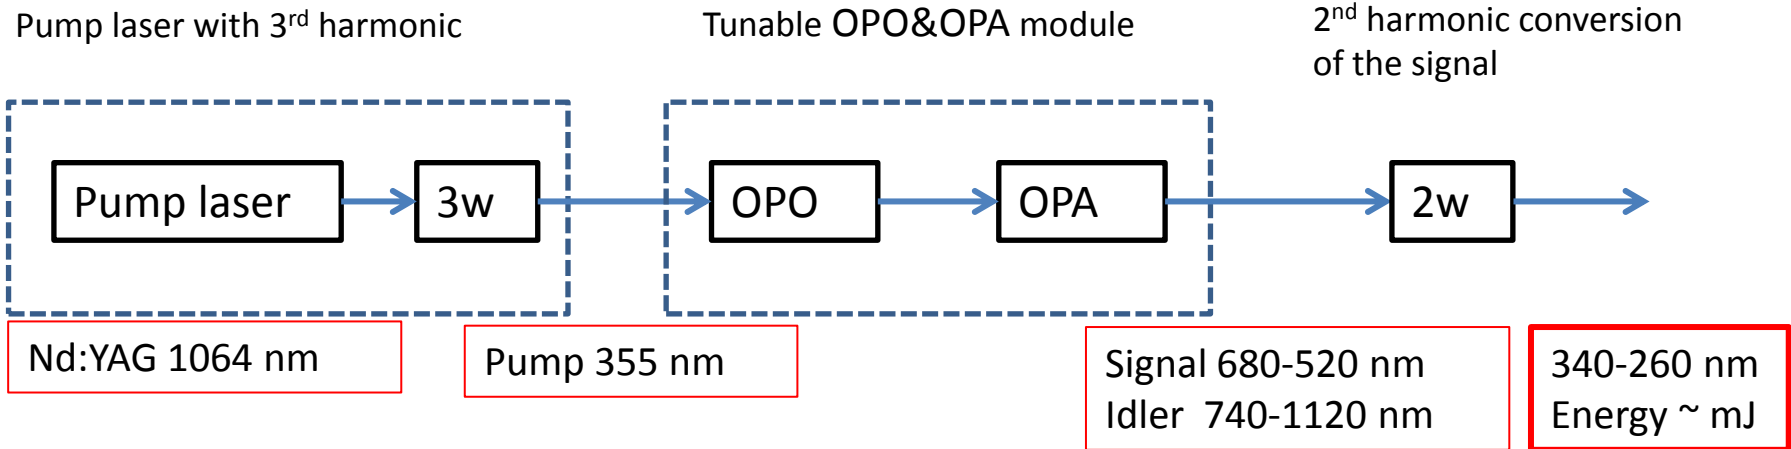 Pump laser with 3rd harmonic
Tunable OPO&OPA module
2nd harmonic conversion
of the signal
Pump laser
3w
OPO
OPA
2w
Nd:YAG 1064 nm
Pump 355 nm
Signal 680-520 nm
Idler 740-1120 nm
340-260 nm
Energy ~ mJ